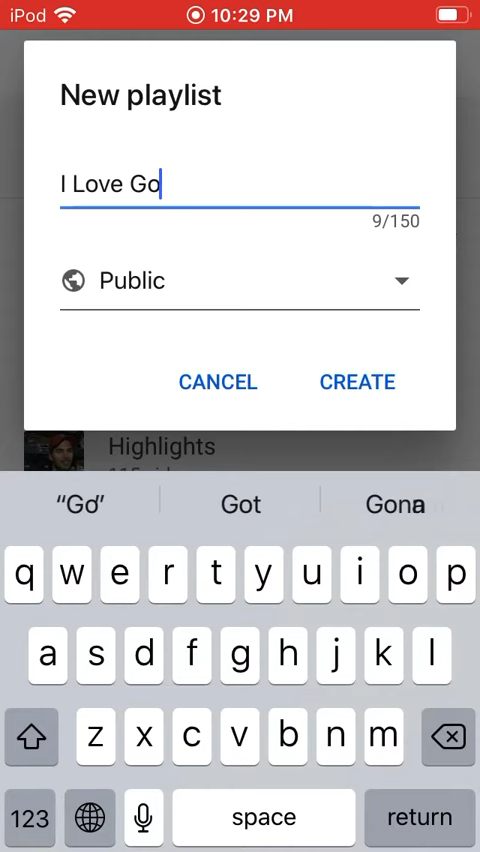 iPod 10:29 PM
New playlist
I Love Go
9/150
Public
CANCEL CREATE
Highlights
“Go” Got
q w e r t y u i o p
a s d f g h j k l
z x c v b n m
123 space return